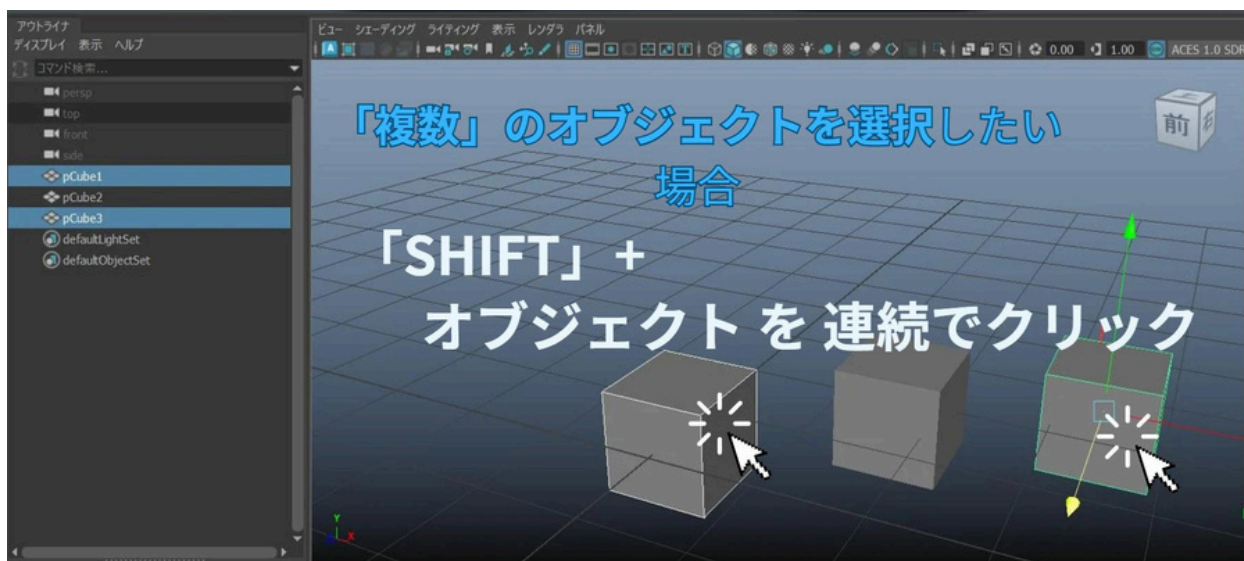 アウトライナ
ディスプレイ 表示 ヘルプ
コマンド検索...
persp
top
front
side
pCube1
pCube2
pCube3
defaultLightSet
defaultObjectSet
ビュー シェーディング ライティング 表示 レンダラ パネル
0.00 1.00 ACES 1.0 SDR
「複数」のオブジェクトを選択したい
場合
前 右
「SHIFT」+
オブジェクト を 連続でクリック
Y
X